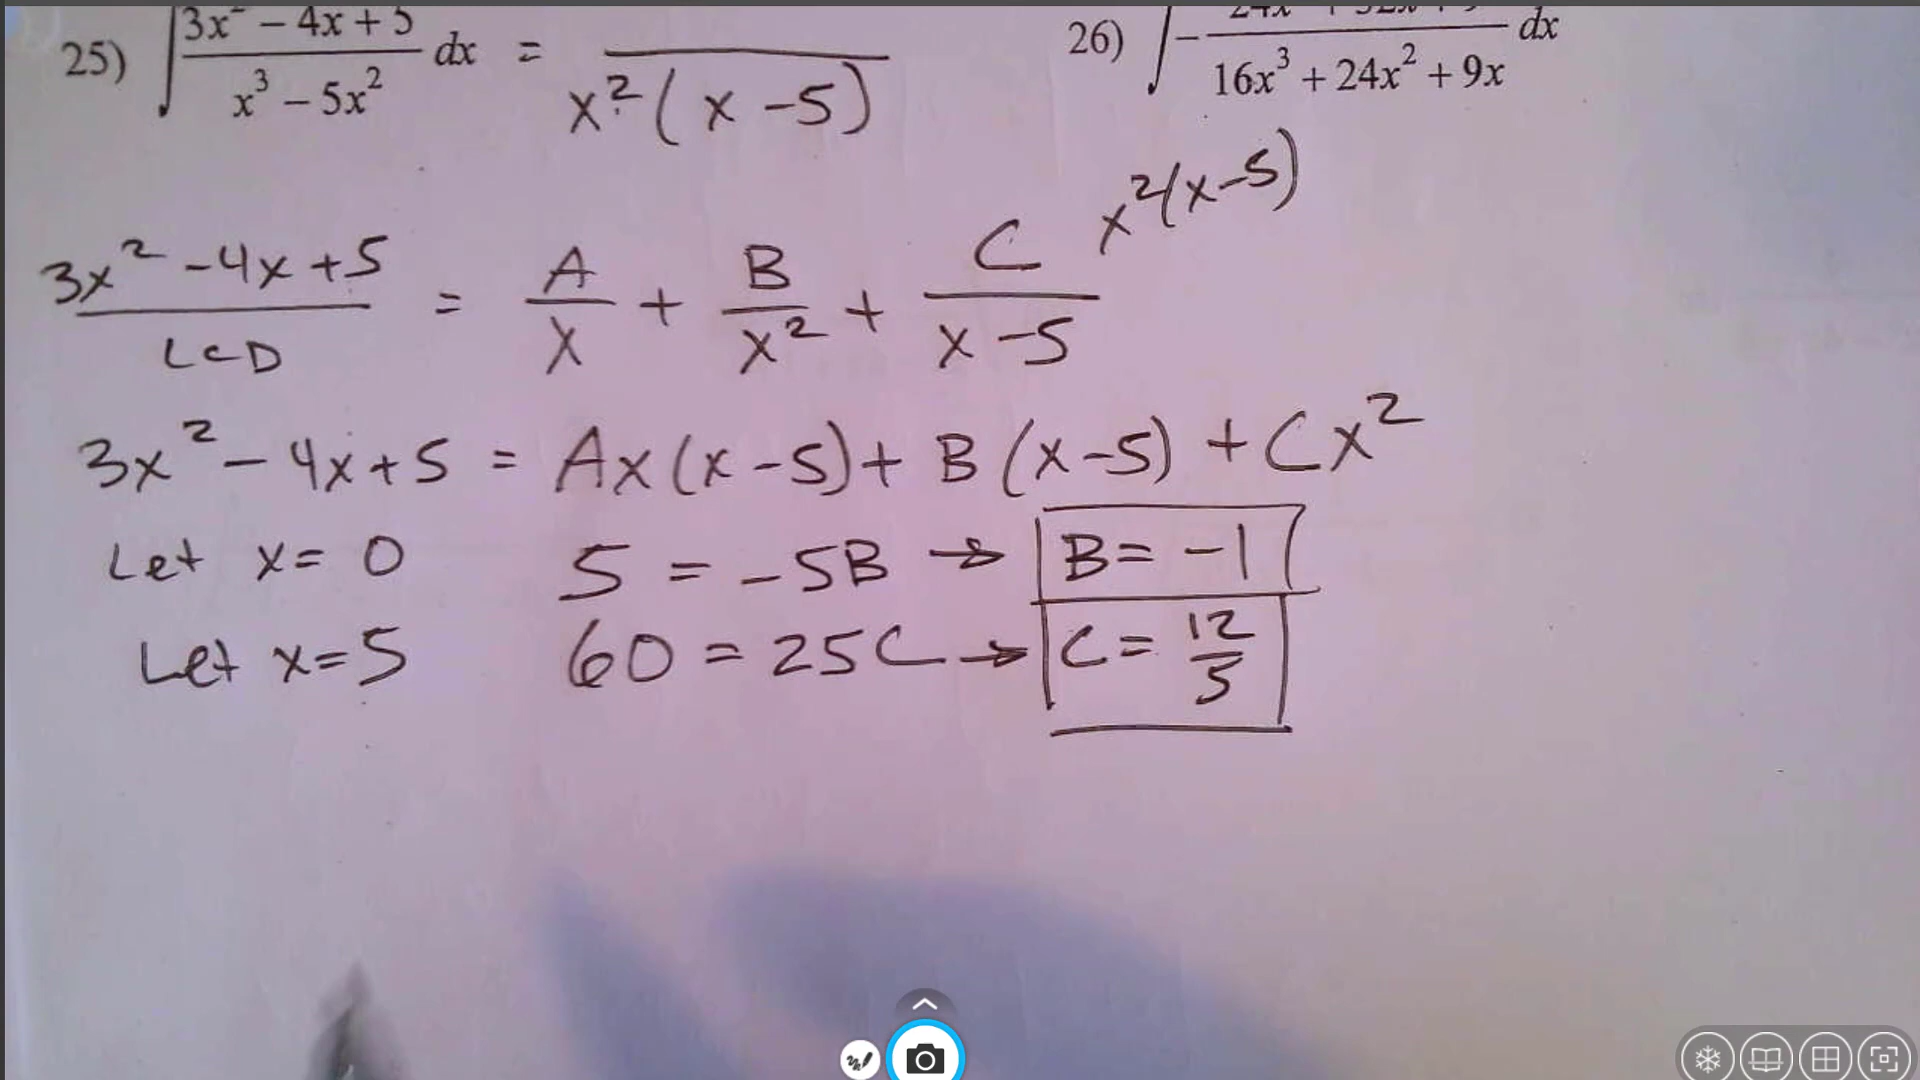 25) ∫ 3x² − 4x + 5 / x³ − 5x² dx = / x²(x − 5)
26) ∫ − / 16x³ + 24x² + 9x dx
x²(x−5)
3x² − 4x + 5 / LCD = A / x + B / x² + C / x − 5
3x² − 4x + 5 = Ax(x − 5) + B(x − 5) + Cx²
Let x = 0 5 = −5B → B = −1
Let x = 5 60 = 25C → C = 12/5